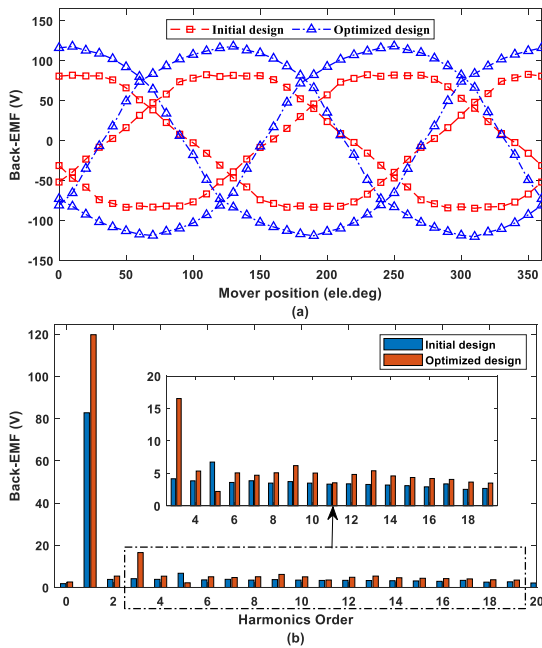 Initial design Optimized design
Back-EMF (V)
150
100
50
0
-50
-100
-150
0 50 100 150 200 250 300 350
Mover position (ele.deg)
(a)
Initial design
Optimized design
Back-EMF (V)
120
100
80
60
40
20
0
20
15
10
5
0
4 6 8 10 12 14 16 18
0 2 4 6 8 10 12 14 16 18 20
Harmonics Order
(b)